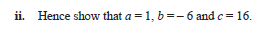 ii. Hence show that a = 1, b = – 6 and c = 16.